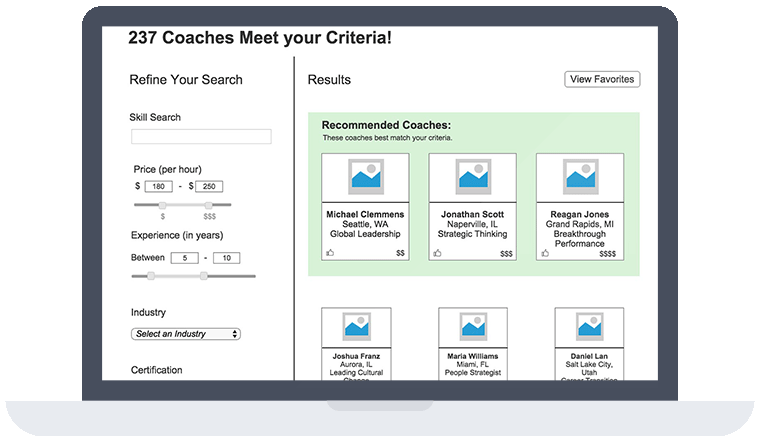 237 Coaches Meet your Criteria!
Refine Your Search
Skill Search
Price (per hour)
$ 180 - $ 250
$ $$$
Experience (in years)
Between 5 - 10
Industry
Select an Industry
Certification
Results
View Favorites
Recommended Coaches:
These coaches best match your criteria.
Michael Clemmens
Seattle, WA
Global Leadership
$$
Jonathan Scott
Naperville, IL
Strategic Thinking
$$$
Reagan Jones
Grand Rapids, MI
Breakthrough
Performance
$$$$
Joshua Franz
Aurora, IL
Leading Cultural
Change
Maria Williams
Miami, FL
People Strategist
Daniel Lan
Salt Lake City,
Utah
Career Transition